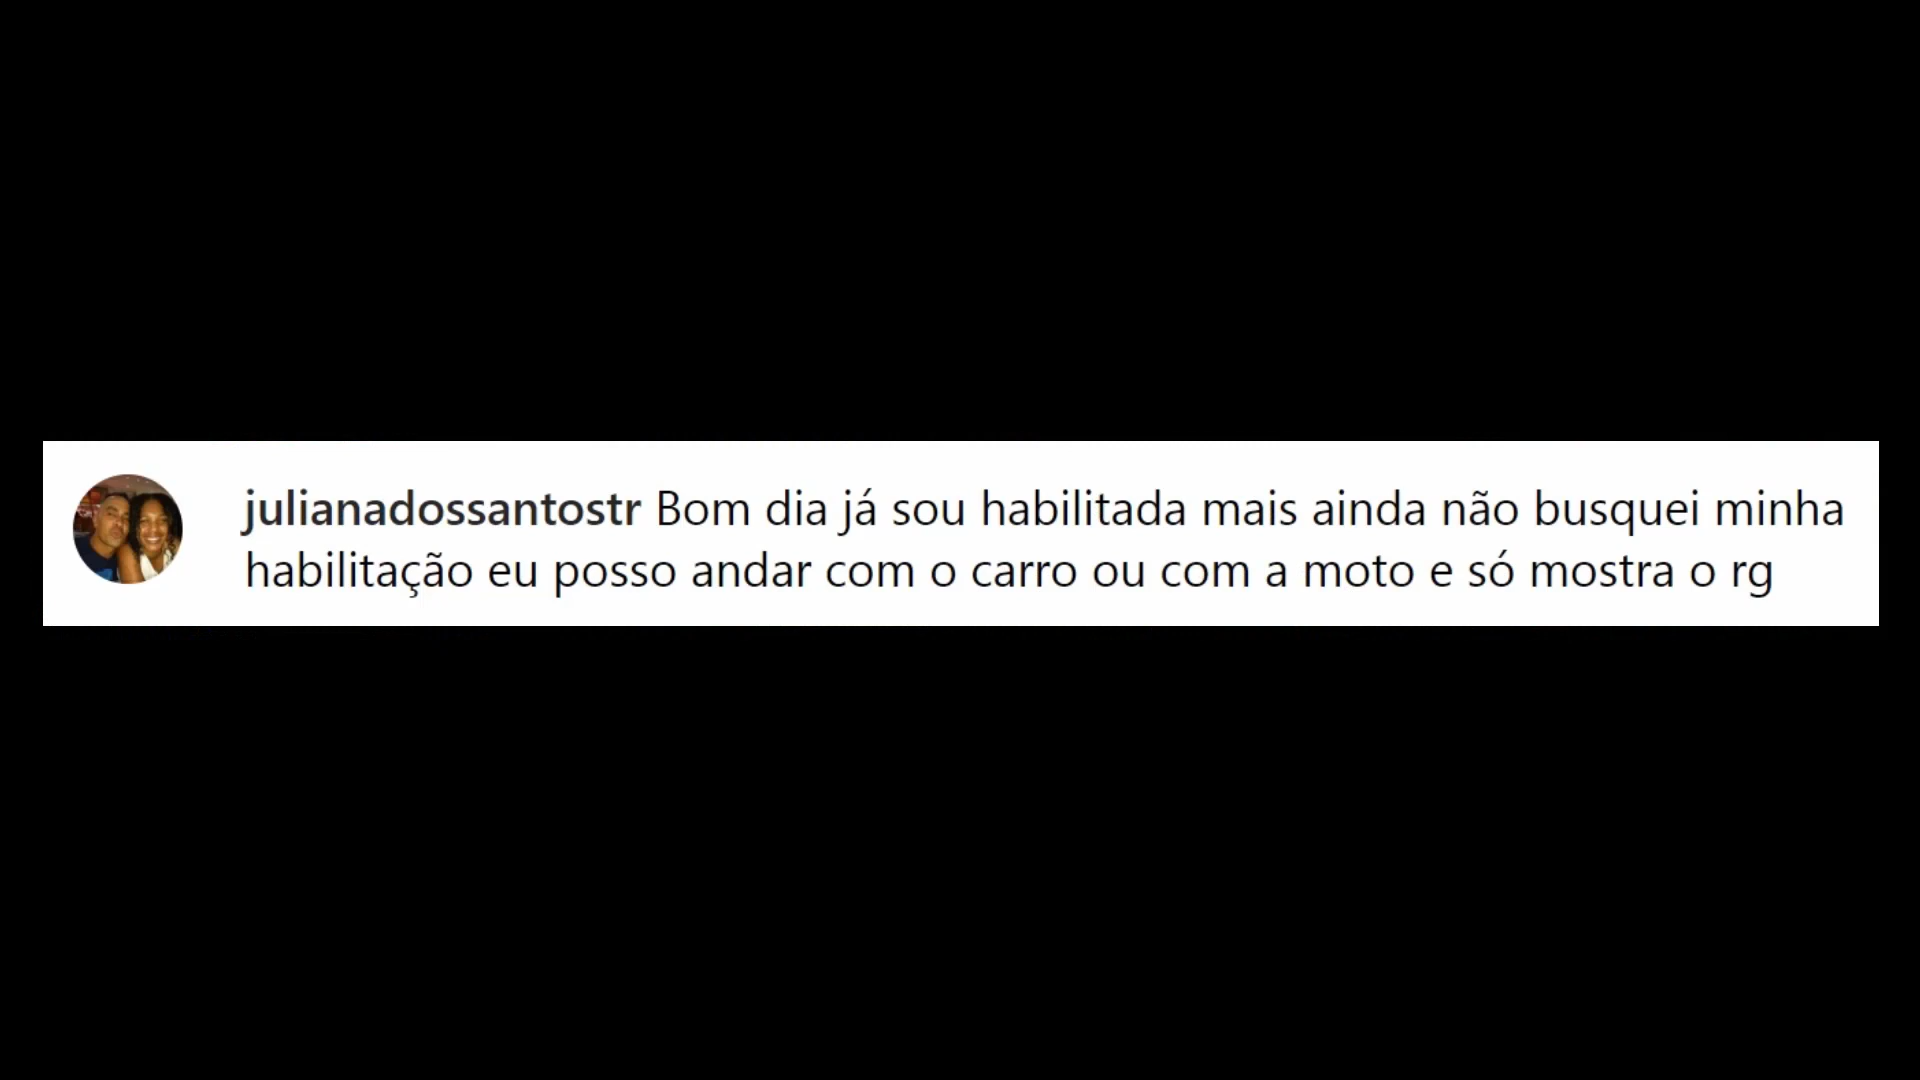 julianadossantostr Bom dia já sou habilitada mais ainda não busquei minha
habilitação eu posso andar com o carro ou com a moto e só mostra o rg